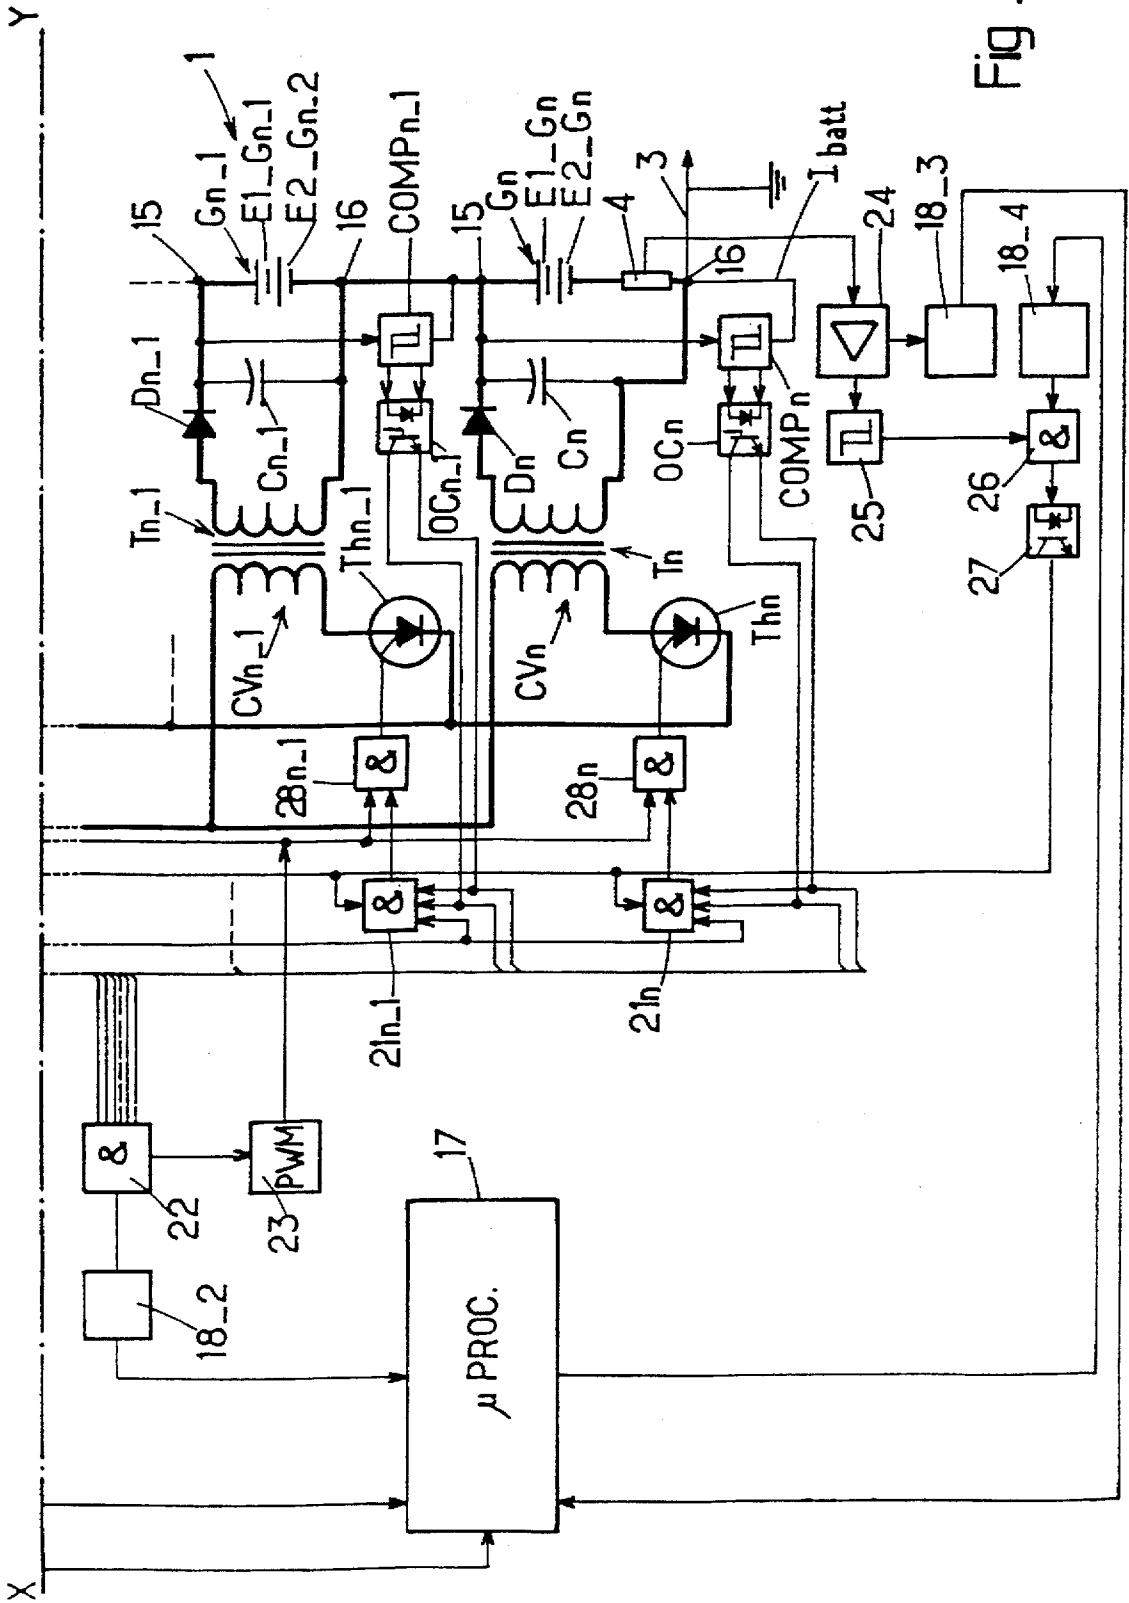 X
Y
1
15
Gn_1
E1_Gn_1
E2_Gn_2
16
COMPn_1
Dn_1
Cn_1
Tn_1
OCn_1
Thn_1
CVn_1
28n_1
&
&
21n_1
15
Gn
E1_Gn
E2_Gn
4
3
16
I batt
Dn
Cn
Tn
OCn
COMPn
Thn
CVn
28n
&
&
21n
24
18_3
18_4
25
26
&
27
&
22
PWM
23
18_2
17
µ PROC.
Fig